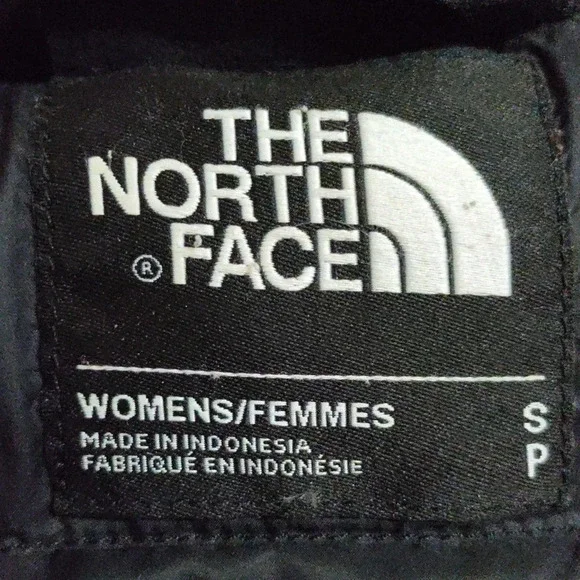 THE
NORTH
FACE
®
WOMENS/FEMMES S
MADE IN INDONESIA
FABRIQUÉ EN INDONÉSIE P